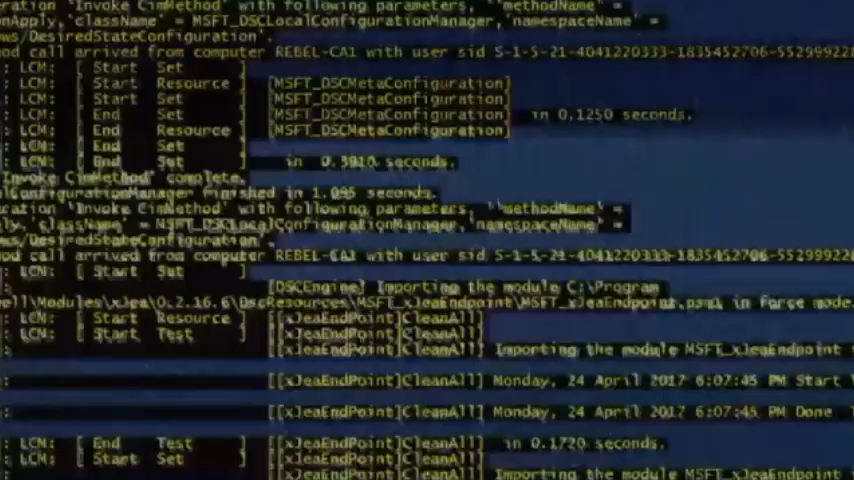 ration 'Invoke CimMethod' with following parameters, ''methodName' =
nApply,'className' = MSFT_DSCLocalConfigurationManager,'namespaceName' =
ws/DesiredStateConfiguration'.
od call arrived from computer REBEL-CA1 with user sid S-1-5-21-4041220333-1835452706-552999228
: LCM: [ Start Set ]
: LCM: [ Start Resource ] [MSFT_DSCMetaConfiguration]
: LCM: [ Start Set ] [MSFT_DSCMetaConfiguration]
: LCM: [ End Set ] [MSFT_DSCMetaConfiguration] in 0.1250 seconds.
: LCM: [ End Resource ] [MSFT_DSCMetaConfiguration]
: LCM: [ End Set ]
: LCM: [ End Set ] in 0.3910 seconds.
Invoke CimMethod' complete.
lConfigurationManager finished in 1.095 seconds.
ration 'Invoke CimMethod' with following parameters, ''methodName' =
ly,'className' = MSFT_DSCLocalConfigurationManager,'namespaceName' =
ws/DesiredStateConfiguration'.
od call arrived from computer REBEL-CA1 with user sid S-1-5-21-4041220333-1835452706-552999228
: LCM: [ Start Set ]
: [DSCEngine] Importing the module C:\Program
ell\Modules\xJea\0.2.16.6\DscResources\MSFT_xJeaEndpoint\MSFT_xJeaEndpoint.psm1 in force mode.
: LCM: [ Start Resource ] [[xJeaEndPoint]CleanAll]
: LCM: [ Start Test ] [[xJeaEndPoint]CleanAll]
: [[xJeaEndPoint]CleanAll] Importing the module MSFT_xJeaEndpoint
: [[xJeaEndPoint]CleanAll] Monday, 24 April 2017 6:07:45 PM Start
: [[xJeaEndPoint]CleanAll] Monday, 24 April 2017 6:07:45 PM Done
: LCM: [ End Test ] [[xJeaEndPoint]CleanAll] in 0.1720 seconds.
: LCM: [ Start Set ] [[xJeaEndPoint]CleanAll]
: [[xJeaEndPoint]CleanAll] Importing the module MSFT_xJeaEndpoint